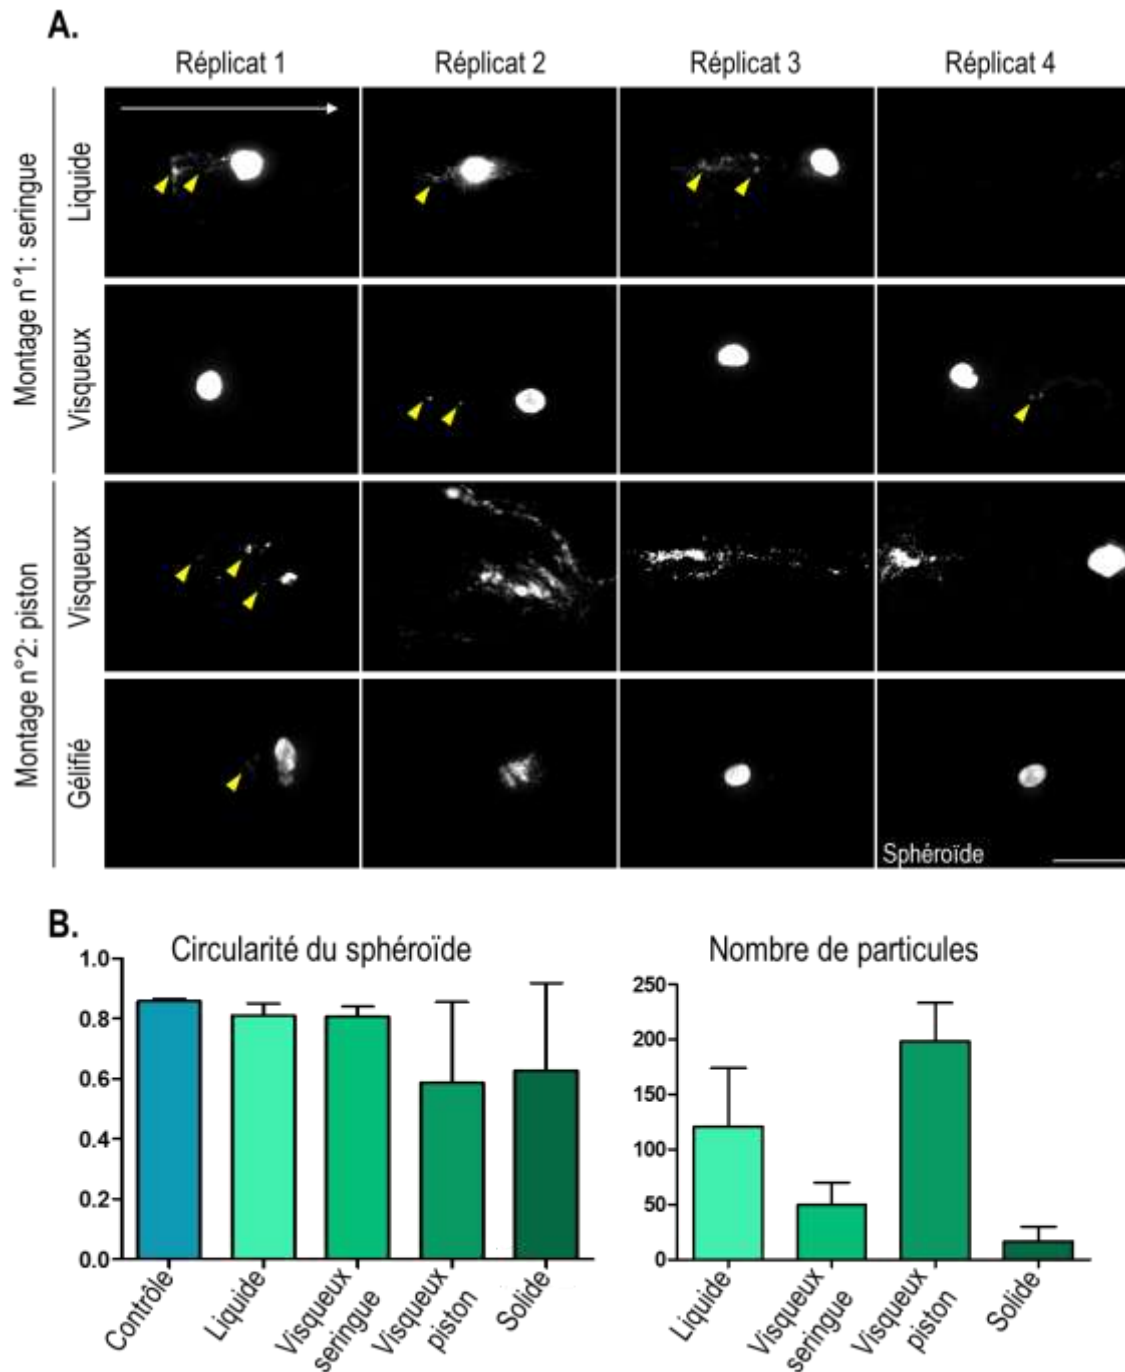 A.
Réplicat 1
Réplicat 2
Réplicat 3
Réplicat 4
Montage n°1: seringue
Liquide
Visqueux
Montage n°2: piston
Visqueux
Gélifié
Sphéroïde
B.
Circularité du sphéroïde
1.0
0.8
0.6
0.4
0.2
0.0
Contrôle
Liquide
Visqueux
seringue
Visqueux
piston
Solide
Nombre de particules
250
200
150
100
50
0
Liquide
Visqueux
seringue
Visqueux
piston
Solide